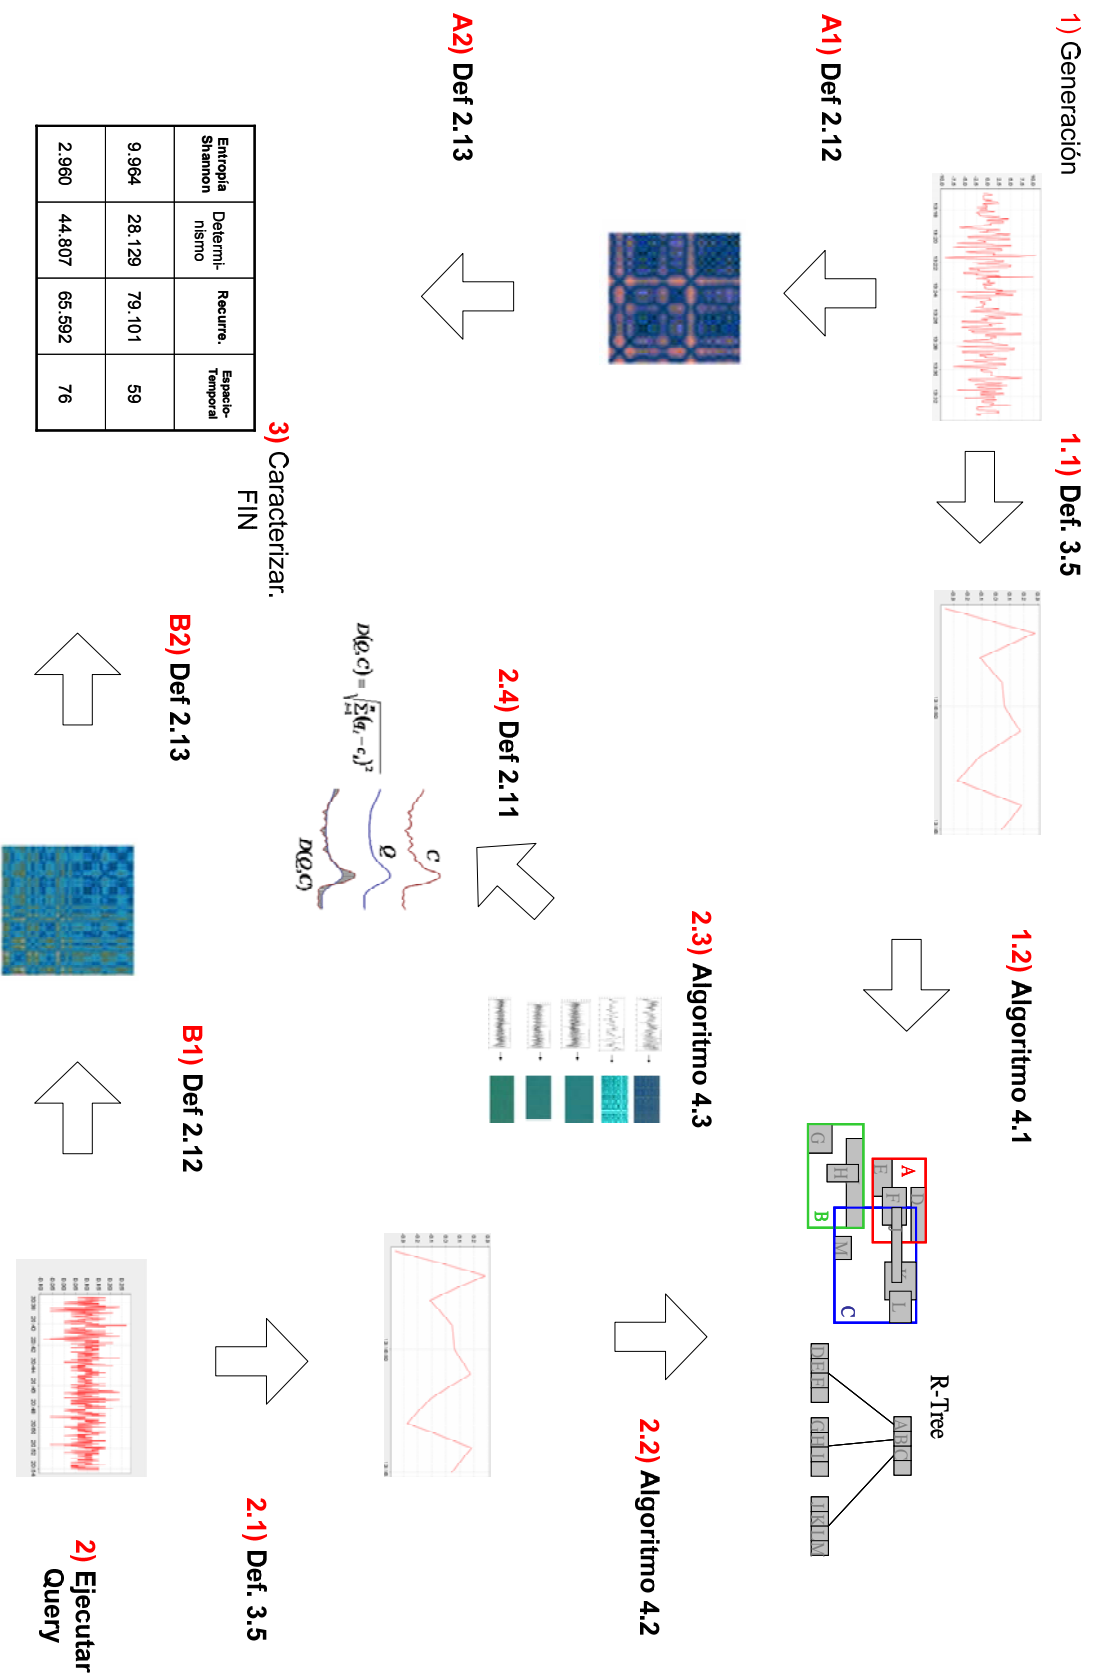 1) Generación
1.1) Def. 3.5
1.2) Algoritmo 4.1
A1) Def 2.12
A2) Def 2.13
R-Tree
A
B
C
D
E
F
G
H
J
K
L
M
A B C
D E F
G H I
J K L M
2.4) Def 2.11
2.3) Algoritmo 4.3
2.2) Algoritmo 4.2
D(Q,C) = √ Σ (qᵢ − cᵢ)²
n
i=1
C
Q
D(Q,C)
Entropía Determi- Recurre. Espacio-
Shannon nismo Temporal
9.964 28.129 79.101 59
2.960 44.807 65.592 76
3) Caracterizar.
FIN
B2) Def 2.13
B1) Def 2.12
2.1) Def. 3.5
2) Ejecutar
Query